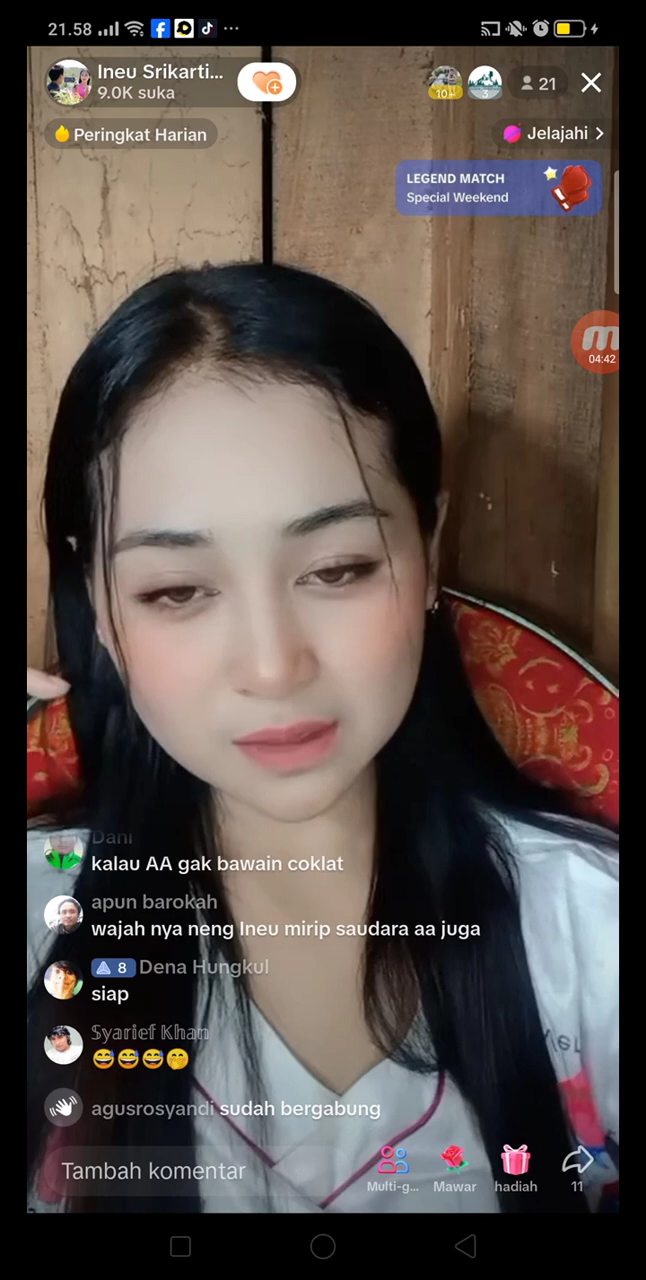 21.58
Ineu Srikarti...
9.0K suka
10+
3
21
Peringkat Harian
Jelajahi >
LEGEND MATCH
Special Weekend
04:42
Dani
kalau AA gak bawain coklat
apun barokah
wajah nya neng Ineu mirip saudara aa juga
8 Dena Hungkul
siap
𝕊𝕪𝕒𝕣𝕚𝕖𝕗 𝕂𝕙𝕒𝕟
😅😅😅🤭
agusrosyandi sudah bergabung
Tambah komentar
Multi-g...
Mawar
hadiah
11